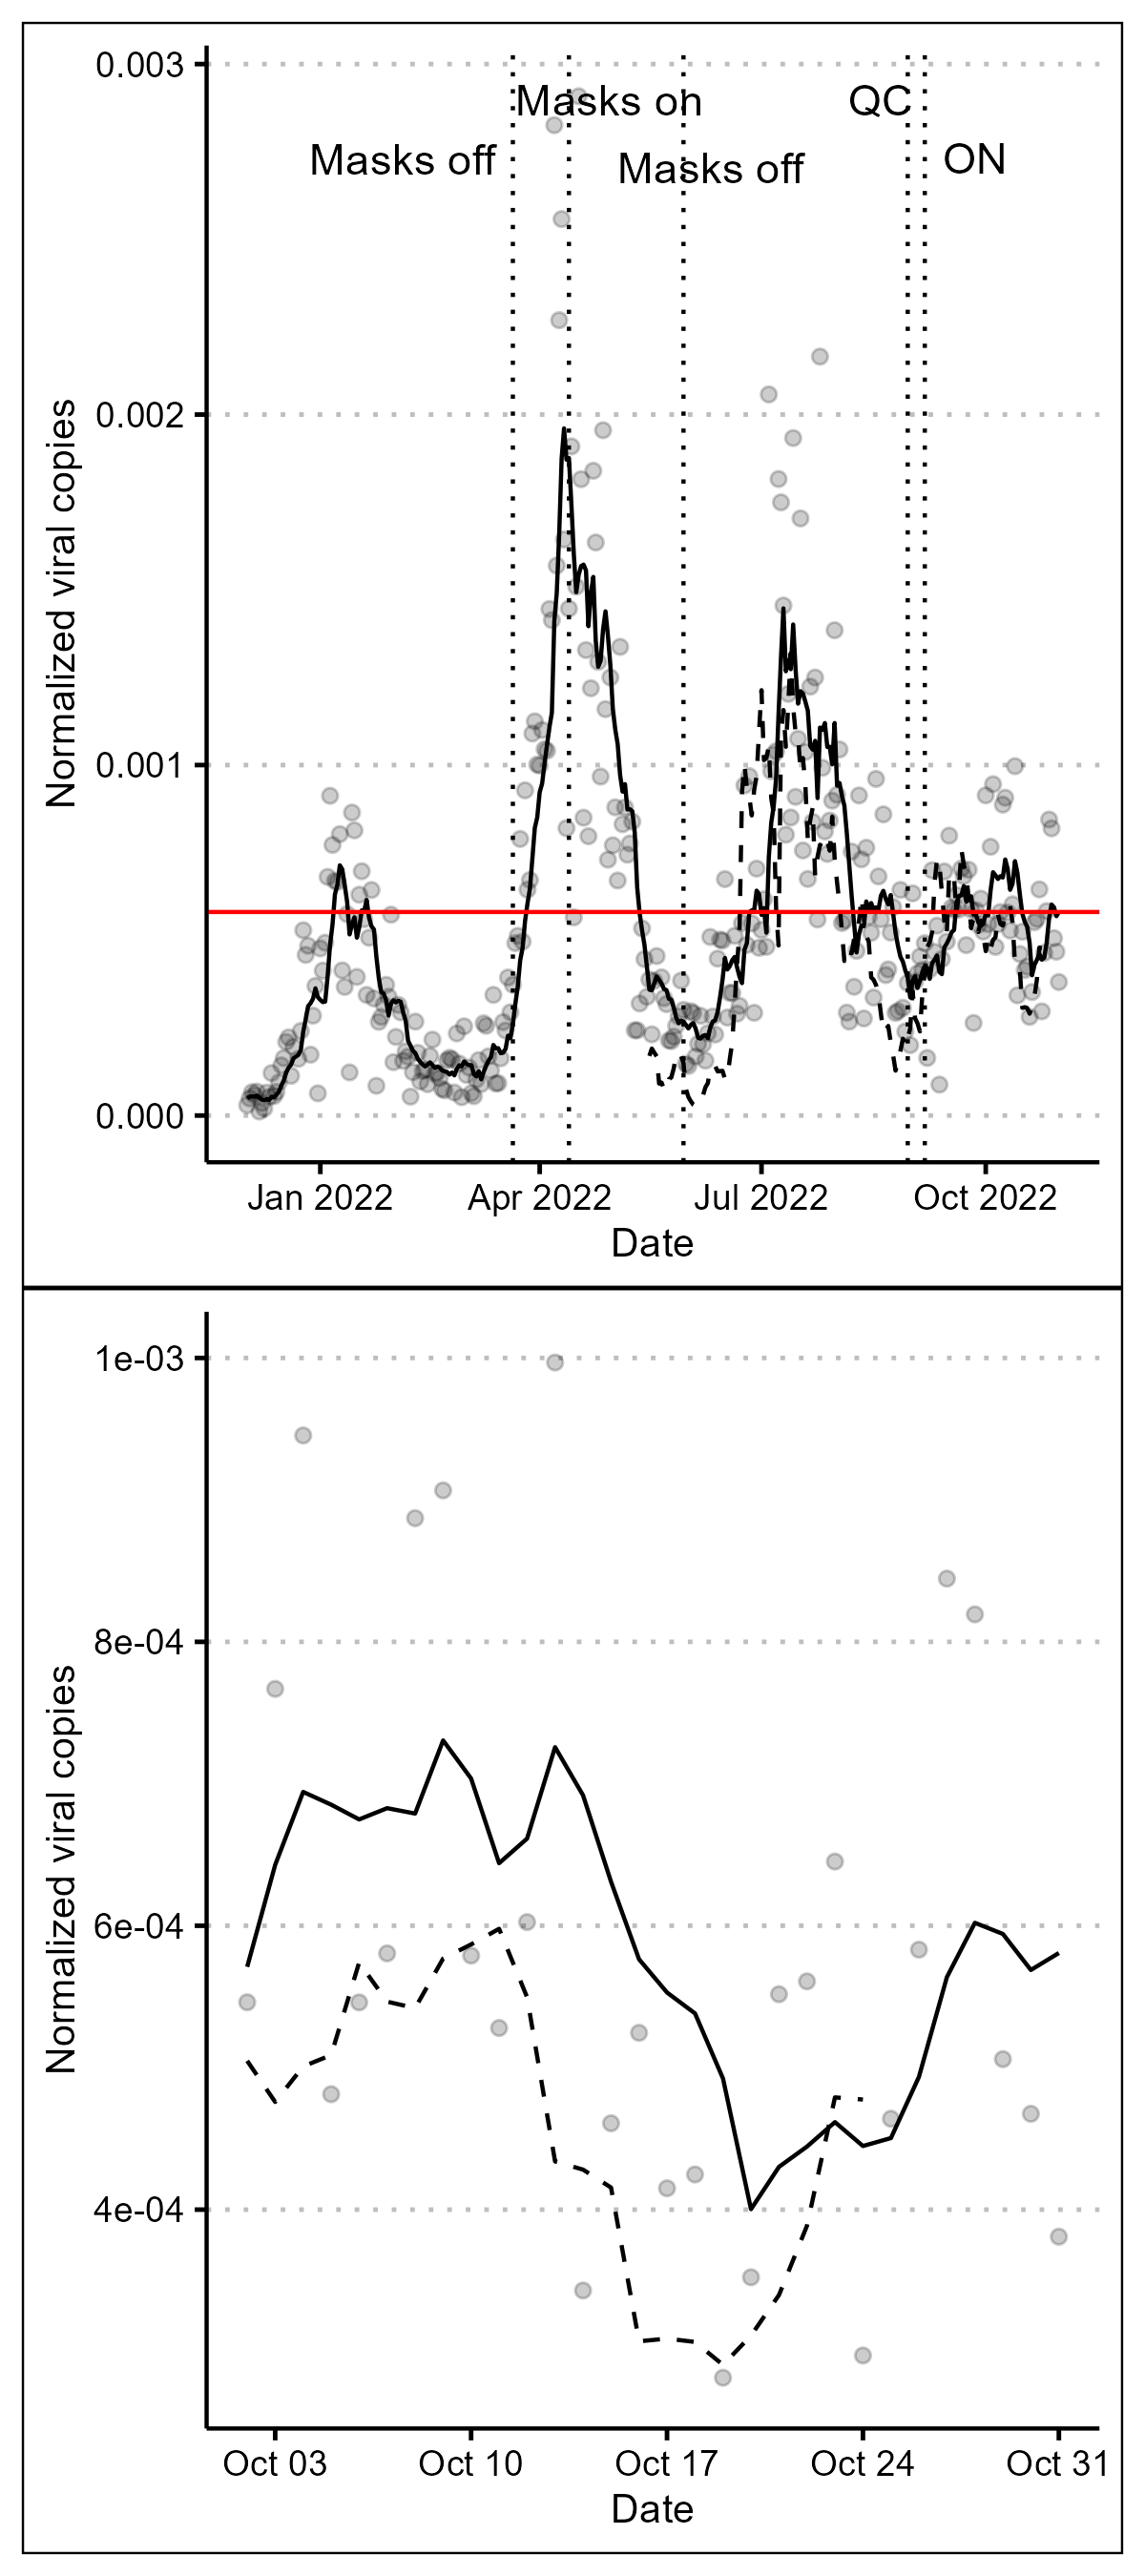 0.003
Masks on
QC
Masks off
Masks off
ON
0.002
Normalized viral copies
0.001
0.000
Jan 2022
Apr 2022
Jul 2022
Oct 2022
Date
1e-03
8e-04
Normalized viral copies
6e-04
4e-04
Oct 03
Oct 10
Oct 17
Oct 24
Oct 31
Date